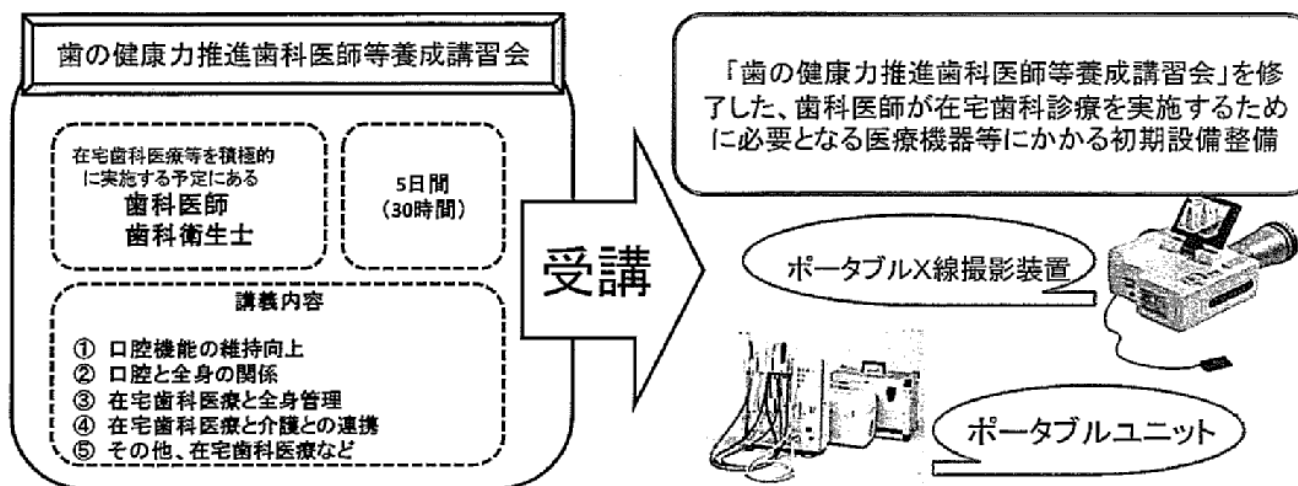 歯の健康力推進歯科医師等養成講習会
在宅歯科医療等を積極的
に実施する予定にある
歯科医師
歯科衛生士
5日間
(30時間)
講義内容
① 口腔機能の維持向上
② 口腔と全身の関係
③ 在宅歯科医療と全身管理
④ 在宅歯科医療と介護との連携
⑤ その他、在宅歯科医療など
受講
「歯の健康力推進歯科医師等養成講習会」を修
了した、歯科医師が在宅歯科診療を実施するため
に必要となる医療機器等にかかる初期設備整備
ポータブルX線撮影装置
ポータブルユニット